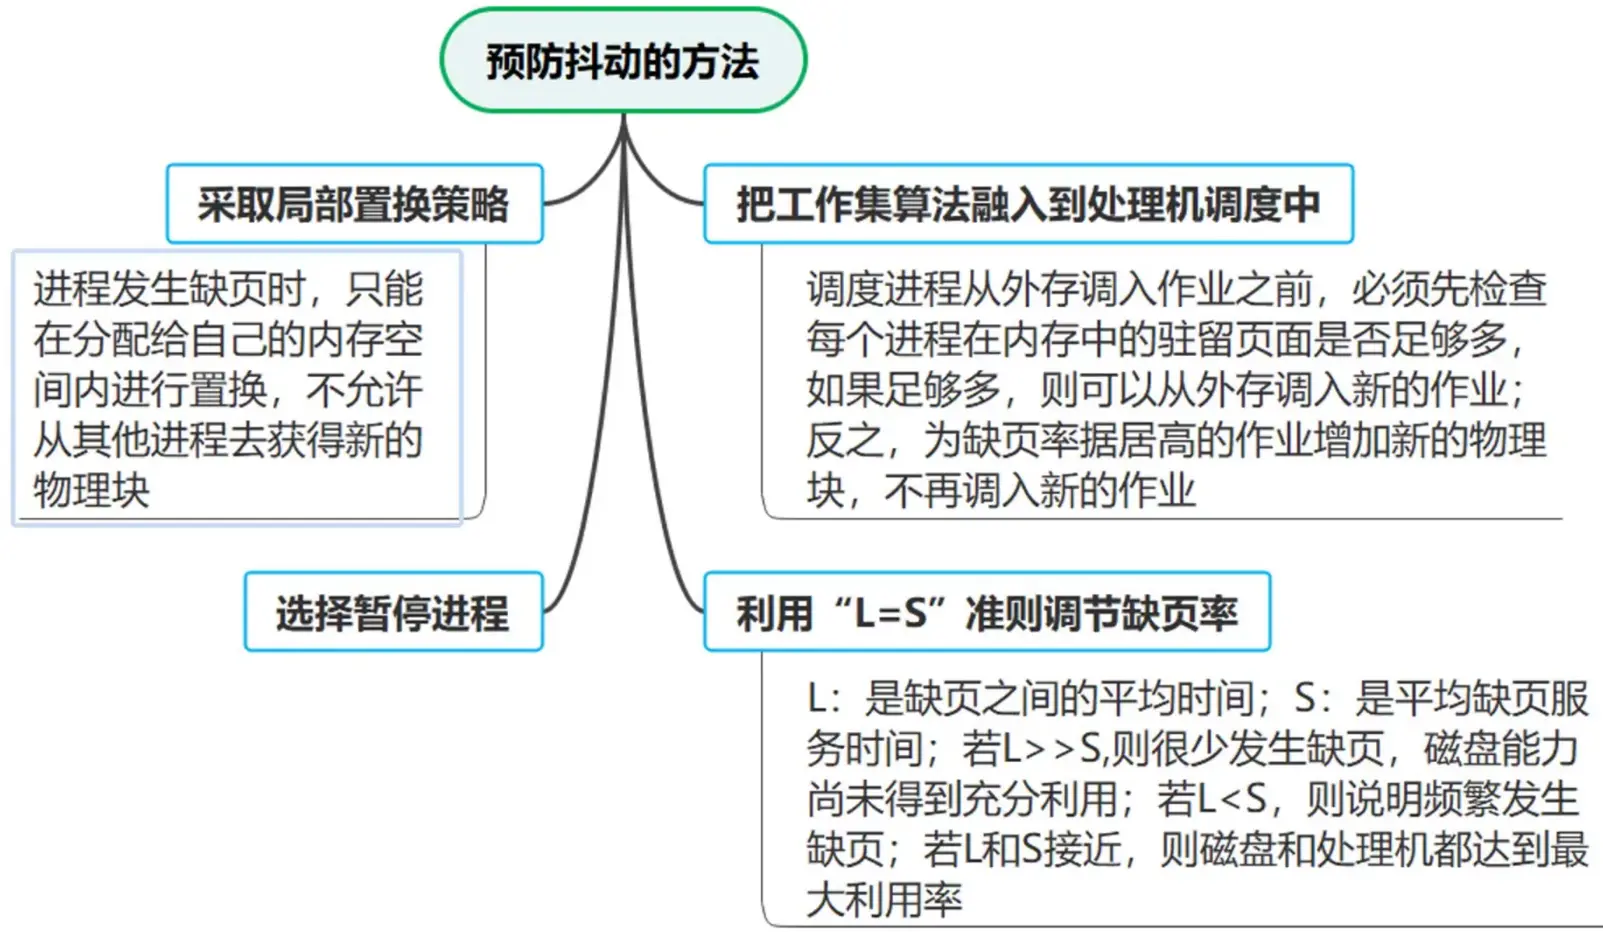 预防抖动的方法
采取局部置换策略
进程发生缺页时，只能
在分配给自己的内存空
间内进行置换，不允许
从其他进程去获得新的
物理块
把工作集算法融入到处理机调度中
调度进程从外存调入作业之前，必须先检查
每个进程在内存中的驻留页面是否足够多，
如果足够多，则可以从外存调入新的作业；
反之，为缺页率据居高的作业增加新的物理
块，不再调入新的作业
选择暂停进程
利用“L=S”准则调节缺页率
L：是缺页之间的平均时间；S：是平均缺页服
务时间；若L>>S,则很少发生缺页，磁盘能力
尚未得到充分利用；若L<S，则说明频繁发生
缺页；若L和S接近，则磁盘和处理机都达到最
大利用率